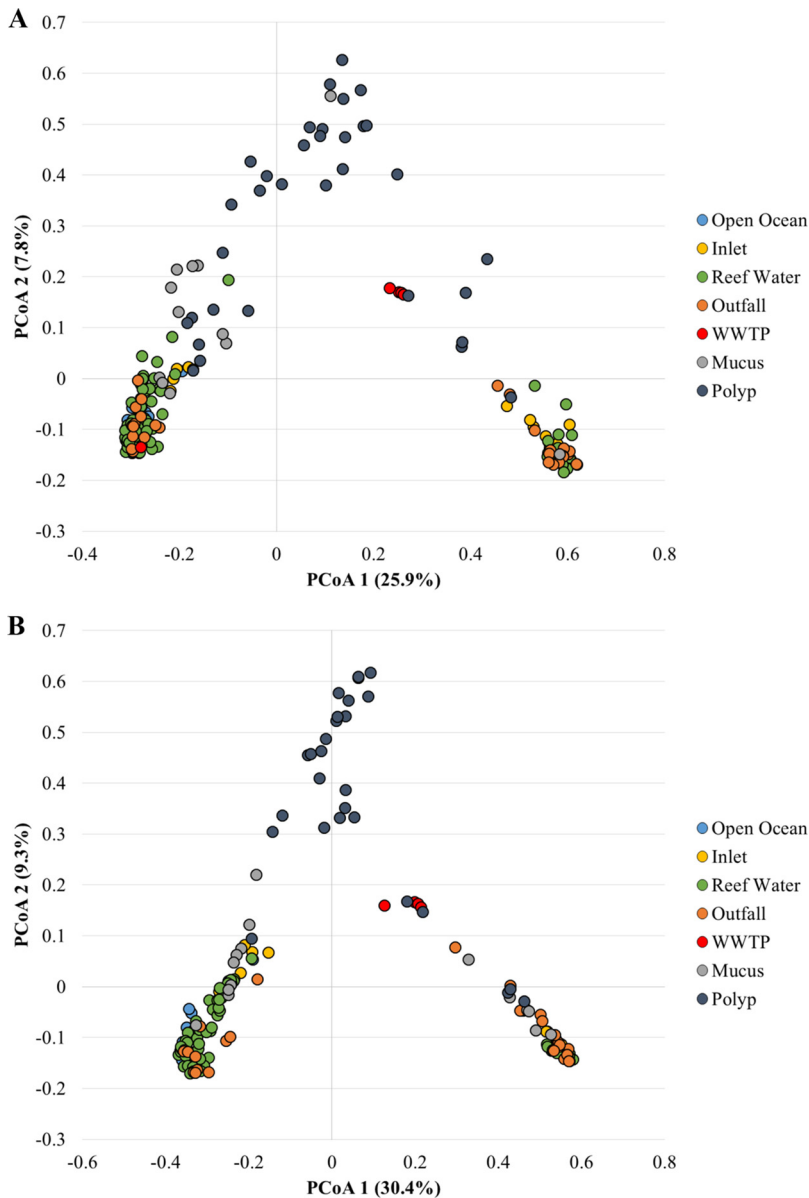 A
0.7
0.6
0.5
0.4
0.3
0.2
0.1
0
-0.1
-0.2
-0.3
PCoA 2 (7.8%)
-0.4 -0.2 0 0.2 0.4 0.6 0.8
PCoA 1 (25.9%)
Open Ocean
Inlet
Reef Water
Outfall
WWTP
Mucus
Polyp
B
0.7
0.6
0.5
0.4
0.3
0.2
0.1
0
-0.1
-0.2
-0.3
PCoA 2 (9.3%)
-0.6 -0.4 -0.2 0 0.2 0.4 0.6 0.8
PCoA 1 (30.4%)
Open Ocean
Inlet
Reef Water
Outfall
WWTP
Mucus
Polyp